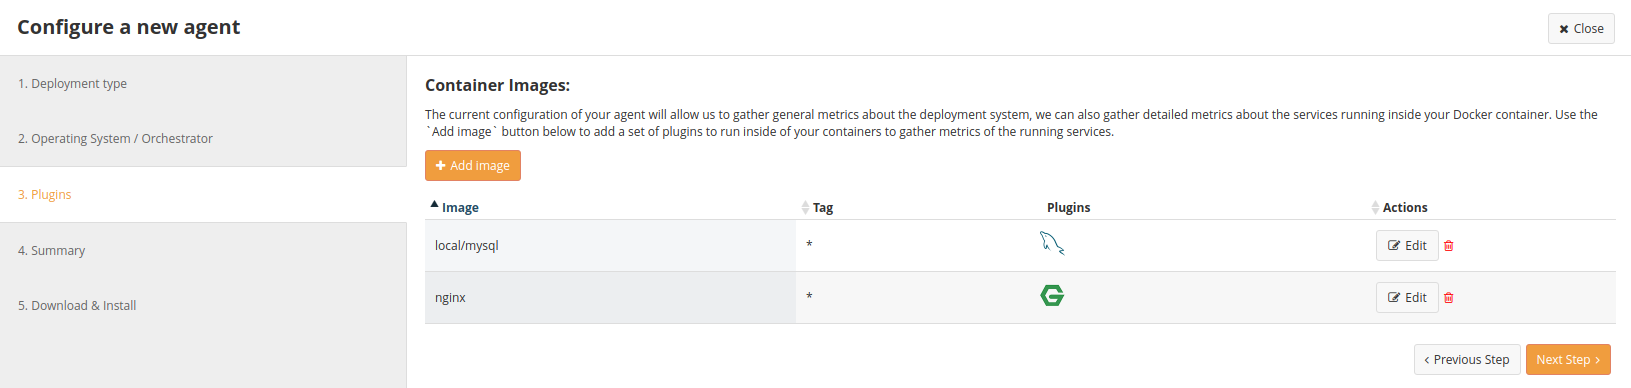 Configure a new agent
Close
1. Deployment type
2. Operating System / Orchestrator
3. Plugins
4. Summary
5. Download & Install
Container Images:
The current configuration of your agent will allow us to gather general metrics about the deployment system, we can also gather detailed metrics about the services running inside your Docker container. Use the
`Add image` button below to add a set of plugins to run inside of your containers to gather metrics of the running services.
Add image
Image Tag Plugins Actions
local/mysql * Edit
nginx * Edit
Previous Step Next Step